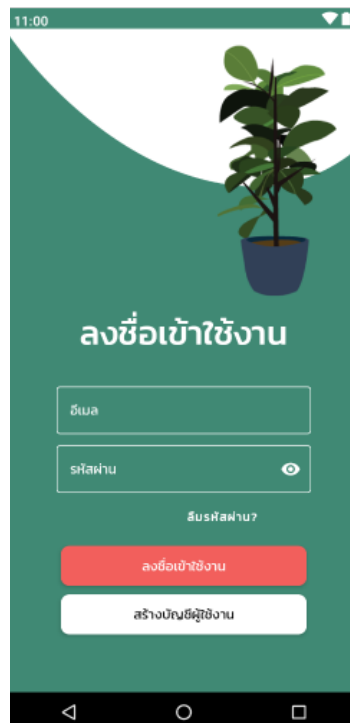 11:00
ลงชื่อเข้าใช้งาน
อีเมล
รหัสผ่าน
ลืมรหัสผ่าน?
ลงชื่อเข้าใช้งาน
สร้างบัญชีผู้ใช้งาน